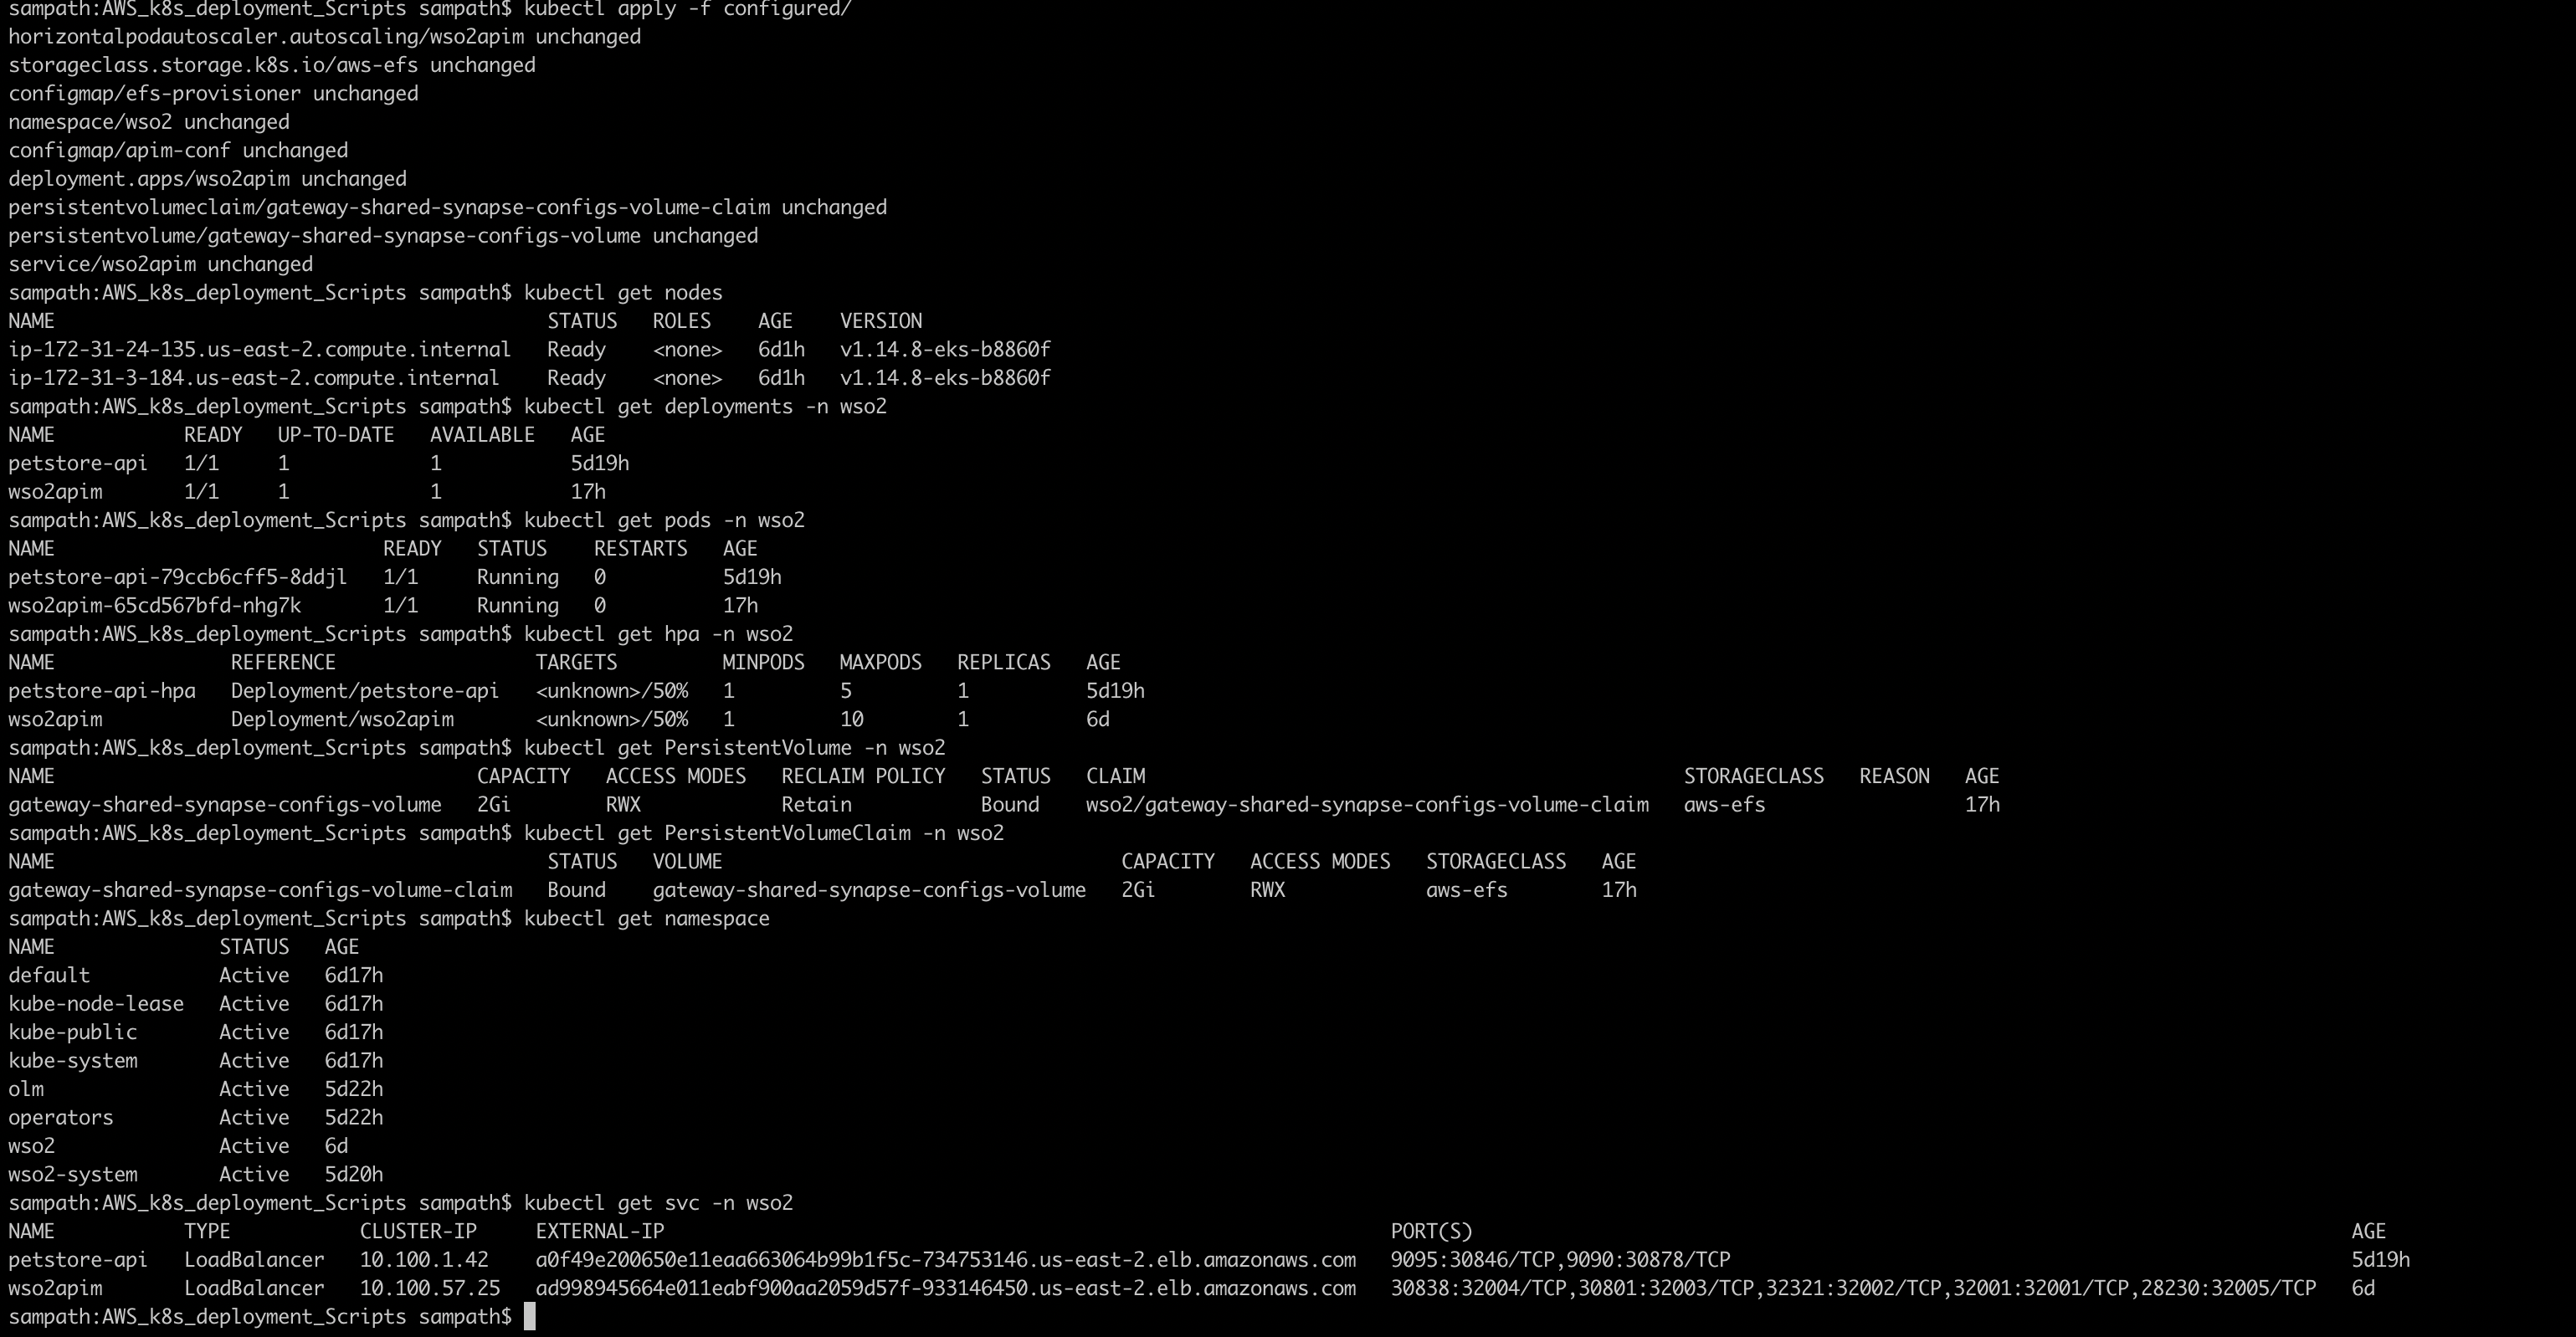 sampath:AWS_k8s_deployment_Scripts sampath$ kubectl apply -f configured/
horizontalpodautoscaler.autoscaling/wso2apim unchanged
storageclass.storage.k8s.io/aws-efs unchanged
configmap/efs-provisioner unchanged
namespace/wso2 unchanged
configmap/apim-conf unchanged
deployment.apps/wso2apim unchanged
persistentvolumeclaim/gateway-shared-synapse-configs-volume-claim unchanged
persistentvolume/gateway-shared-synapse-configs-volume unchanged
service/wso2apim unchanged
sampath:AWS_k8s_deployment_Scripts sampath$ kubectl get nodes
NAME STATUS ROLES AGE VERSION
ip-172-31-24-135.us-east-2.compute.internal Ready <none> 6d1h v1.14.8-eks-b8860f
ip-172-31-3-184.us-east-2.compute.internal Ready <none> 6d1h v1.14.8-eks-b8860f
sampath:AWS_k8s_deployment_Scripts sampath$ kubectl get deployments -n wso2
NAME READY UP-TO-DATE AVAILABLE AGE
petstore-api 1/1 1 1 5d19h
wso2apim 1/1 1 1 17h
sampath:AWS_k8s_deployment_Scripts sampath$ kubectl get pods -n wso2
NAME READY STATUS RESTARTS AGE
petstore-api-79ccb6cff5-8ddjl 1/1 Running 0 5d19h
wso2apim-65cd567bfd-nhg7k 1/1 Running 0 17h
sampath:AWS_k8s_deployment_Scripts sampath$ kubectl get hpa -n wso2
NAME REFERENCE TARGETS MINPODS MAXPODS REPLICAS AGE
petstore-api-hpa Deployment/petstore-api <unknown>/50% 1 5 1 5d19h
wso2apim Deployment/wso2apim <unknown>/50% 1 10 1 6d
sampath:AWS_k8s_deployment_Scripts sampath$ kubectl get PersistentVolume -n wso2
NAME CAPACITY ACCESS MODES RECLAIM POLICY STATUS CLAIM STORAGECLASS REASON AGE
gateway-shared-synapse-configs-volume 2Gi RWX Retain Bound wso2/gateway-shared-synapse-configs-volume-claim aws-efs 17h
sampath:AWS_k8s_deployment_Scripts sampath$ kubectl get PersistentVolumeClaim -n wso2
NAME STATUS VOLUME CAPACITY ACCESS MODES STORAGECLASS AGE
gateway-shared-synapse-configs-volume-claim Bound gateway-shared-synapse-configs-volume 2Gi RWX aws-efs 17h
sampath:AWS_k8s_deployment_Scripts sampath$ kubectl get namespace
NAME STATUS AGE
default Active 6d17h
kube-node-lease Active 6d17h
kube-public Active 6d17h
kube-system Active 6d17h
olm Active 5d22h
operators Active 5d22h
wso2 Active 6d
wso2-system Active 5d20h
sampath:AWS_k8s_deployment_Scripts sampath$ kubectl get svc -n wso2
NAME TYPE CLUSTER-IP EXTERNAL-IP PORT(S) AGE
petstore-api LoadBalancer 10.100.1.42 a0f49e200650e11eaa663064b99b1f5c-734753146.us-east-2.elb.amazonaws.com 9095:30846/TCP,9090:30878/TCP 5d19h
wso2apim LoadBalancer 10.100.57.25 ad998945664e011eabf900aa2059d57f-933146450.us-east-2.elb.amazonaws.com 30838:32004/TCP,30801:32003/TCP,32321:32002/TCP,32001:32001/TCP,28230:32005/TCP 6d
sampath:AWS_k8s_deployment_Scripts sampath$